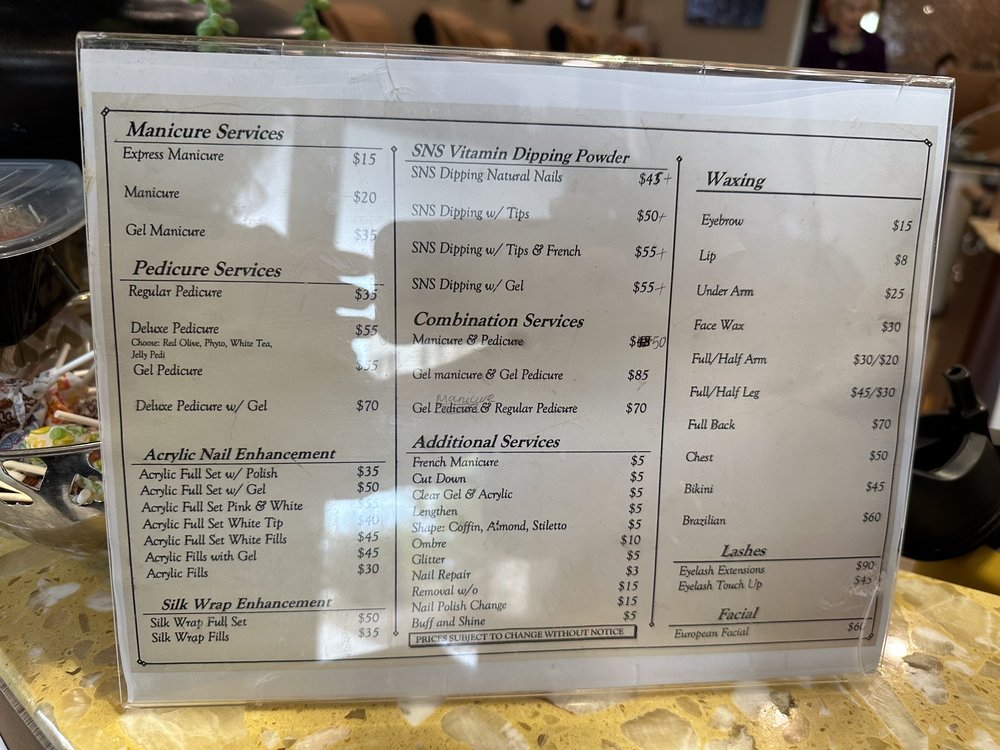 Manicure Services
Express Manicure $15
Manicure $20
Gel Manicure $35
Pedicure Services
Regular Pedicure $35
Deluxe Pedicure $55
Choose: Red Olive, Phyto, White Tea,
Jelly Pedi
Gel Pedicure $55
Deluxe Pedicure w/ Gel $70
Acrylic Nail Enhancement
Acrylic Full Set w/ Polish $35
Acrylic Full Set w/ Gel $50
Acrylic Full Set Pink & White
Acrylic Full Set White Tip $40
Acrylic Full Set White Fills $45
Acrylic Fills with Gel $45
Acrylic Fills $30
Silk Wrap Enhancement
Silk Wrap Full Set $50
Silk Wrap Fills $35
SNS Vitamin Dipping Powder
SNS Dipping Natural Nails $45+
SNS Dipping w/ Tips $50+
SNS Dipping w/ Tips & French $55+
SNS Dipping w/ Gel $55+
Combination Services
Manicure & Pedicure 50
Gel manicure & Gel Pedicure $85
Manicure
Gel Pedicure & Regular Pedicure $70
Additional Services
French Manicure $5
Cut Down $5
Clear Gel & Acrylic $5
Lengthen $5
Shape: Coffin, Almond, Stiletto $5
Ombre $10
Glitter $5
Nail Repair $3
Removal w/o $15
Nail Polish Change $15
Buff and Shine $5
PRICES SUBJECT TO CHANGE WITHOUT NOTICE
Waxing
Eyebrow $15
Lip $8
Under Arm $25
Face Wax $30
Full/Half Arm $30/$20
Full/Half Leg $45/$30
Full Back $70
Chest $50
Bikini $45
Brazilian $60
Lashes
Eyelash Extensions $90
Eyelash Touch Up $45
Facial
European Facial $60